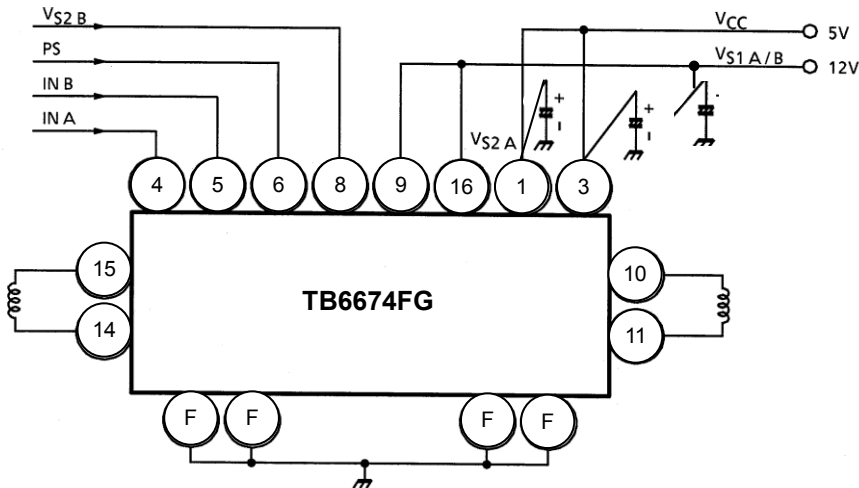 VS2 B
PS
IN B
IN A
VCC
5V
VS1 A/B
12V
VS2 A
+
-
+
-
4
5
6
8
9
16
1
3
15
14
TB6674FG
10
11
F
F
F
F